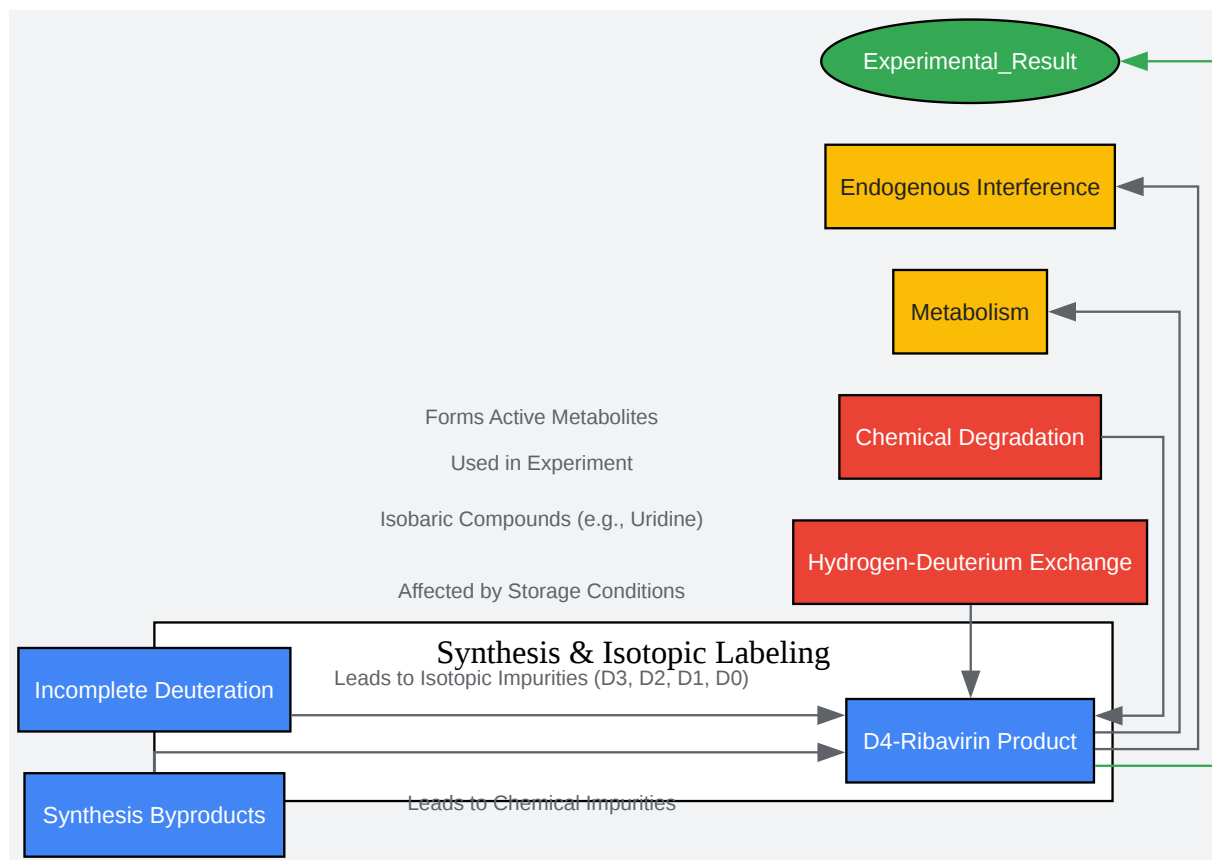 Experimental_Result
Endogenous Interference
Metabolism
Forms Active Metabolites
Chemical Degradation
Used in Experiment
Isobaric Compounds (e.g., Uridine)
Hydrogen-Deuterium Exchange
Affected by Storage Conditions
Synthesis & Isotopic Labeling
Leads to Isotopic Impurities (D3, D2, D1, D0)
Incomplete Deuteration
D4-Ribavirin Product
Leads to Chemical Impurities
Synthesis Byproducts